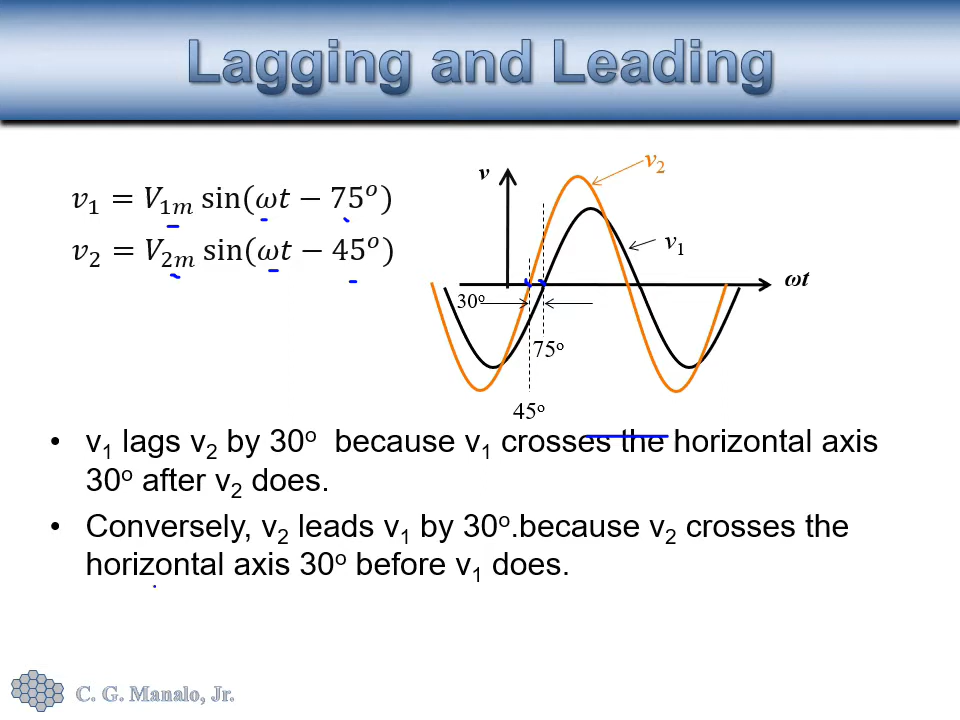 Lagging and Leading
v₁ = V₁ₘ sin(ωt − 75ᵒ)
v₂ = V₂ₘ sin(ωt − 45ᵒ)
v
v₂
v₁
ωt
30ᵒ
75ᵒ
45ᵒ
• v₁ lags v₂ by 30ᵒ because v₁ crosses the horizontal axis
30ᵒ after v₂ does.
• Conversely, v₂ leads v₁ by 30ᵒ.because v₂ crosses the
horizontal axis 30ᵒ before v₁ does.
C. G. Manalo, Jr.